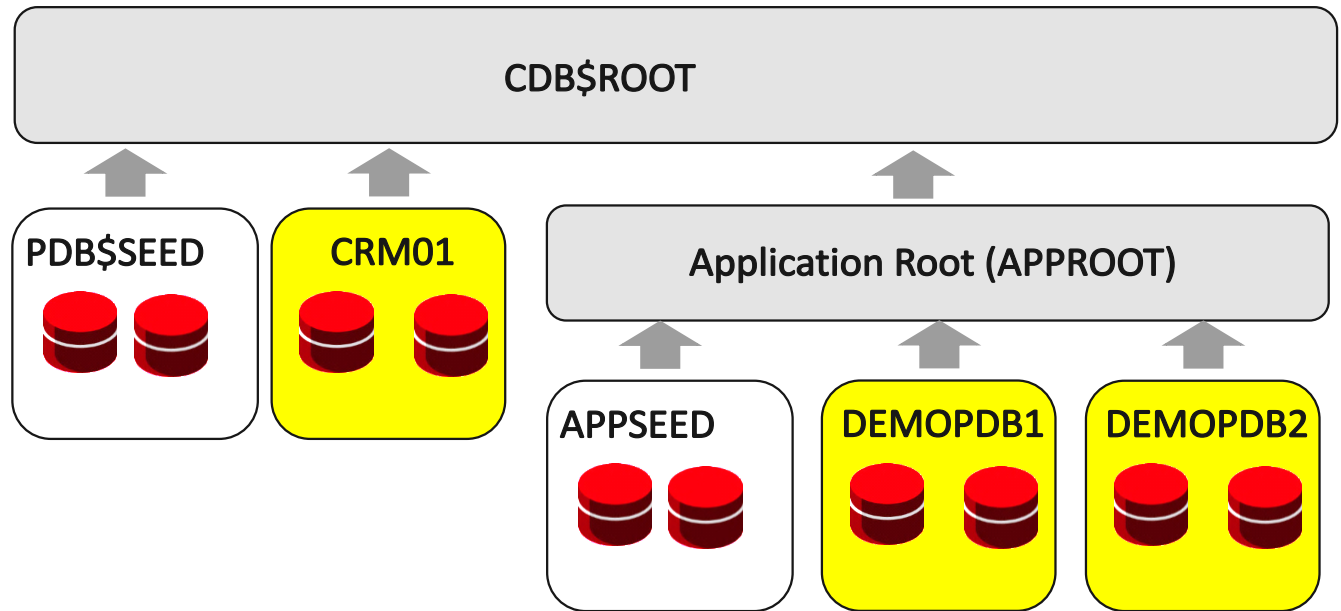 CDB$ROOT
PDB$SEED
CRM01
Application Root (APPROOT)
APPSEED
DEMOPDB1
DEMOPDB2